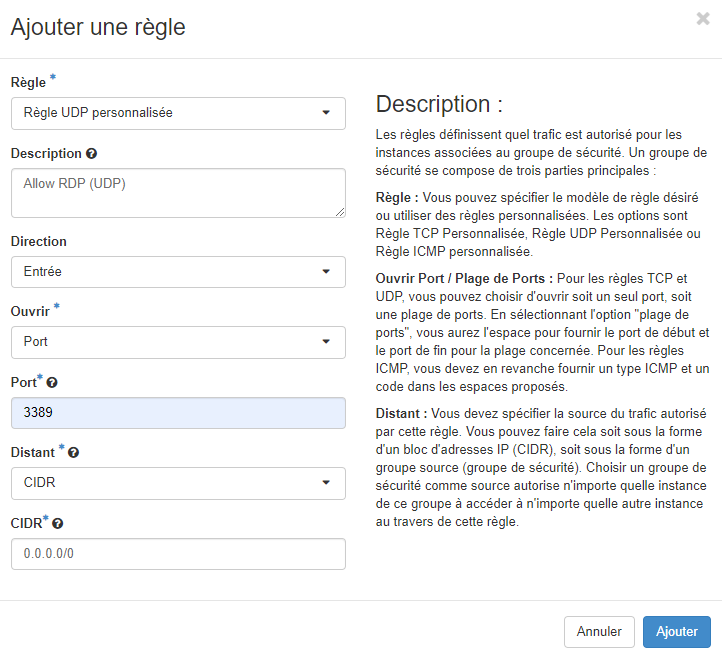 Ajouter une règle
×
Règle *
Règle UDP personnalisée
Description
Allow RDP (UDP)
Direction
Entrée
Ouvrir *
Port
Port*
3389
Distant *
CIDR
CIDR*
0.0.0.0/0
Description :
Les règles définissent quel trafic est autorisé pour les
instances associées au groupe de sécurité. Un groupe de
sécurité se compose de trois parties principales :
Règle : Vous pouvez spécifier le modèle de règle désiré
ou utiliser des règles personnalisées. Les options sont
Règle TCP Personnalisée, Règle UDP Personnalisée ou
Règle ICMP personnalisée.
Ouvrir Port / Plage de Ports : Pour les règles TCP et
UDP, vous pouvez choisir d'ouvrir soit un seul port, soit
une plage de ports. En sélectionnant l'option "plage de
ports", vous aurez l'espace pour fournir le port de début et
le port de fin pour la plage concernée. Pour les règles
ICMP, vous devez en revanche fournir un type ICMP et un
code dans les espaces proposés.
Distant : Vous devez spécifier la source du trafic autorisé
par cette règle. Vous pouvez faire cela soit sous la forme
d'un bloc d'adresses IP (CIDR), soit sous la forme d'un
groupe source (groupe de sécurité). Choisir un groupe de
sécurité comme source autorise n'importe quelle instance
de ce groupe à accéder à n'importe quelle autre instance
au travers de cette règle.
Annuler
Ajouter